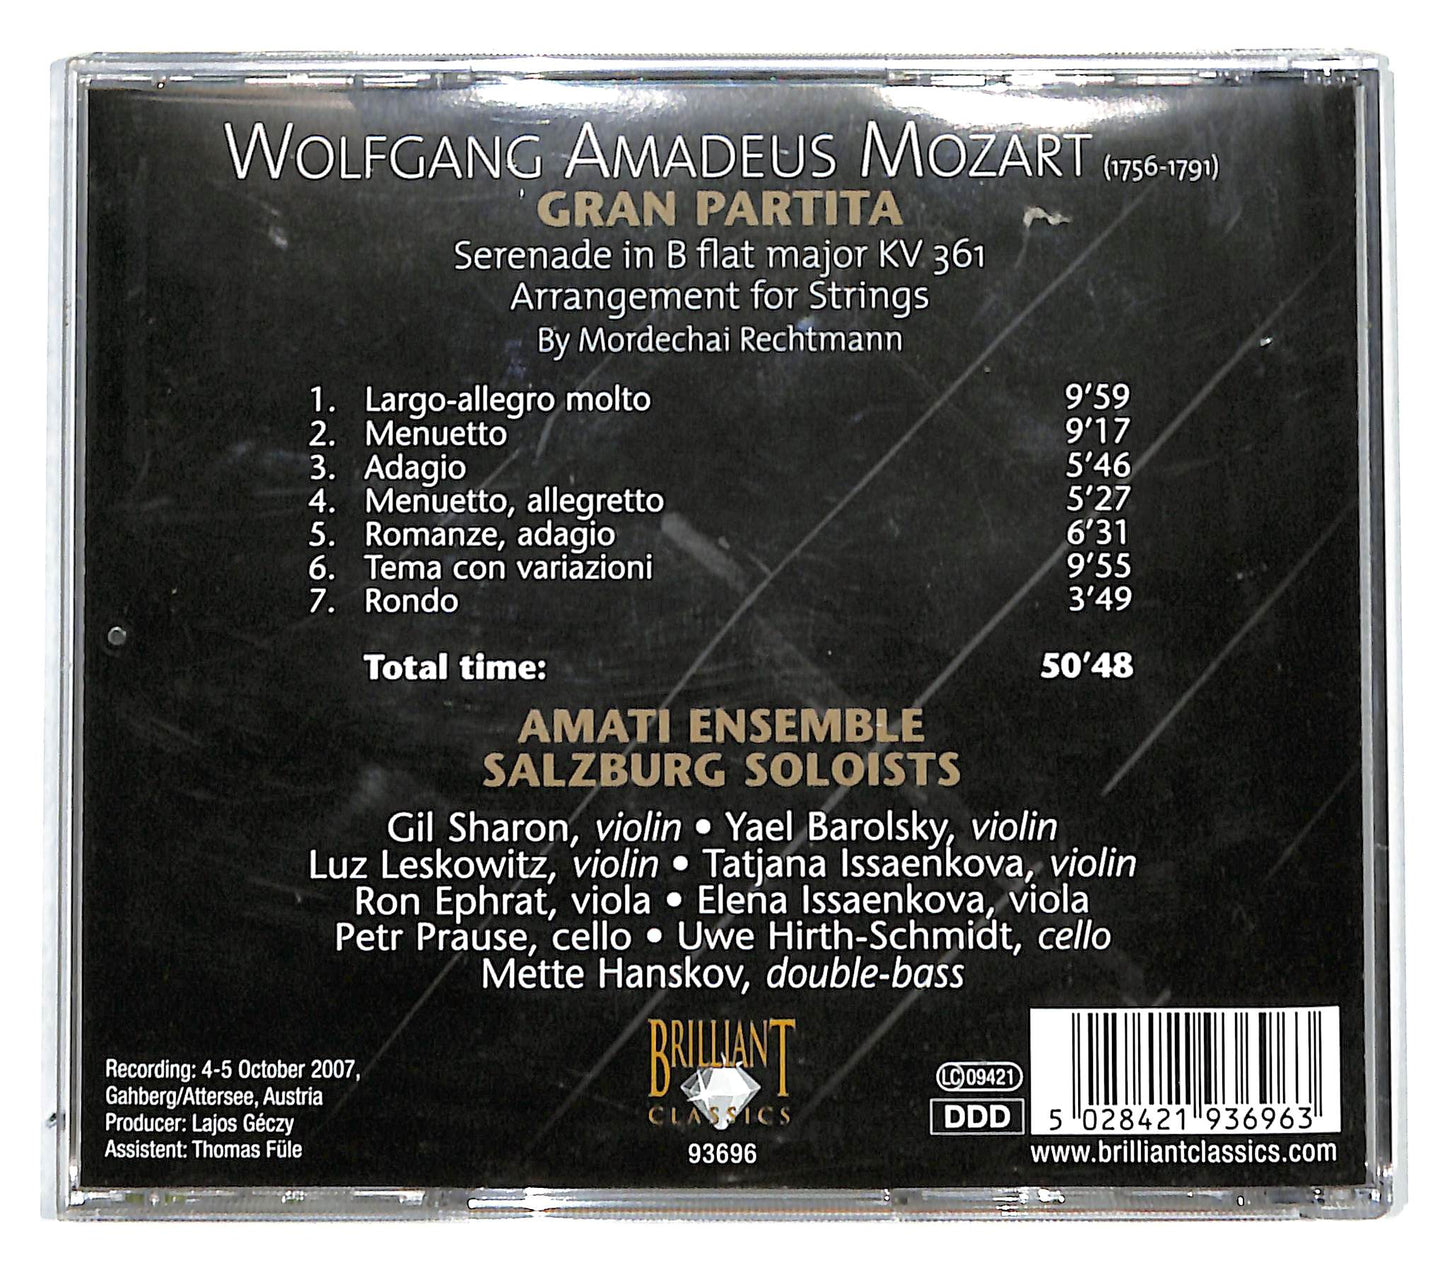 WOLFGANG AMADEUS MOZART (1756-1791)
GRAN PARTITA
Serenade in B flat major KV 361
Arrangement for Strings
By Mordechai Rechtmann
1. Largo-allegro molto 9'59
2. Menuetto 9'17
3. Adagio 5'46
4. Menuetto, allegretto 5'27
5. Romanze, adagio 6'31
6. Tema con variazioni 9'55
7. Rondo 3'49
Total time: 50'48
AMATI ENSEMBLE
SALZBURG SOLOISTS
Gil Sharon, violin • Yael Barolsky, violin
Luz Leskowitz, violin • Tatjana Issaenkova, violin
Ron Ephrat, viola • Elena Issaenkova, viola
Petr Prause, cello • Uwe Hirth-Schmidt, cello
Mette Hanskov, double-bass
Recording: 4-5 October 2007,
Gahberg/Attersee, Austria
Producer: Lajos Géczy
Assistent: Thomas Füle
BRILLIANT
CLASSICS
93696
LC 09421
DDD
5 028421 936963
www.brilliantclassics.com